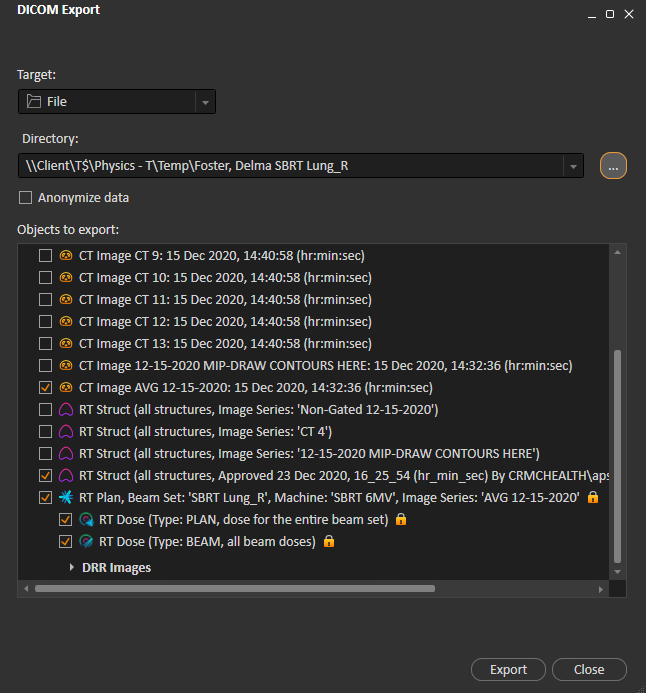 DICOM Export
Target:
File
Directory:
\\Client\T$\Physics - T\Temp\Foster, Delma SBRT Lung_R
...
Anonymize data
Objects to export:
CT Image CT 9: 15 Dec 2020, 14:40:58 (hr:min:sec)
CT Image CT 10: 15 Dec 2020, 14:40:58 (hr:min:sec)
CT Image CT 11: 15 Dec 2020, 14:40:58 (hr:min:sec)
CT Image CT 12: 15 Dec 2020, 14:40:58 (hr:min:sec)
CT Image CT 13: 15 Dec 2020, 14:40:58 (hr:min:sec)
CT Image 12-15-2020 MIP-DRAW CONTOURS HERE: 15 Dec 2020, 14:32:36 (hr:min:sec)
CT Image AVG 12-15-2020: 15 Dec 2020, 14:32:36 (hr:min:sec)
RT Struct (all structures, Image Series: 'Non-Gated 12-15-2020')
RT Struct (all structures, Image Series: 'CT 4')
RT Struct (all structures, Image Series: '12-15-2020 MIP-DRAW CONTOURS HERE')
RT Struct (all structures, Approved 23 Dec 2020, 16_25_54 (hr_min_sec) By CRMCHEALTH\aps
RT Plan, Beam Set: 'SBRT Lung_R', Machine: 'SBRT 6MV', Image Series: 'AVG 12-15-2020'
RT Dose (Type: PLAN, dose for the entire beam set)
RT Dose (Type: BEAM, all beam doses)
DRR Images
Export
Close